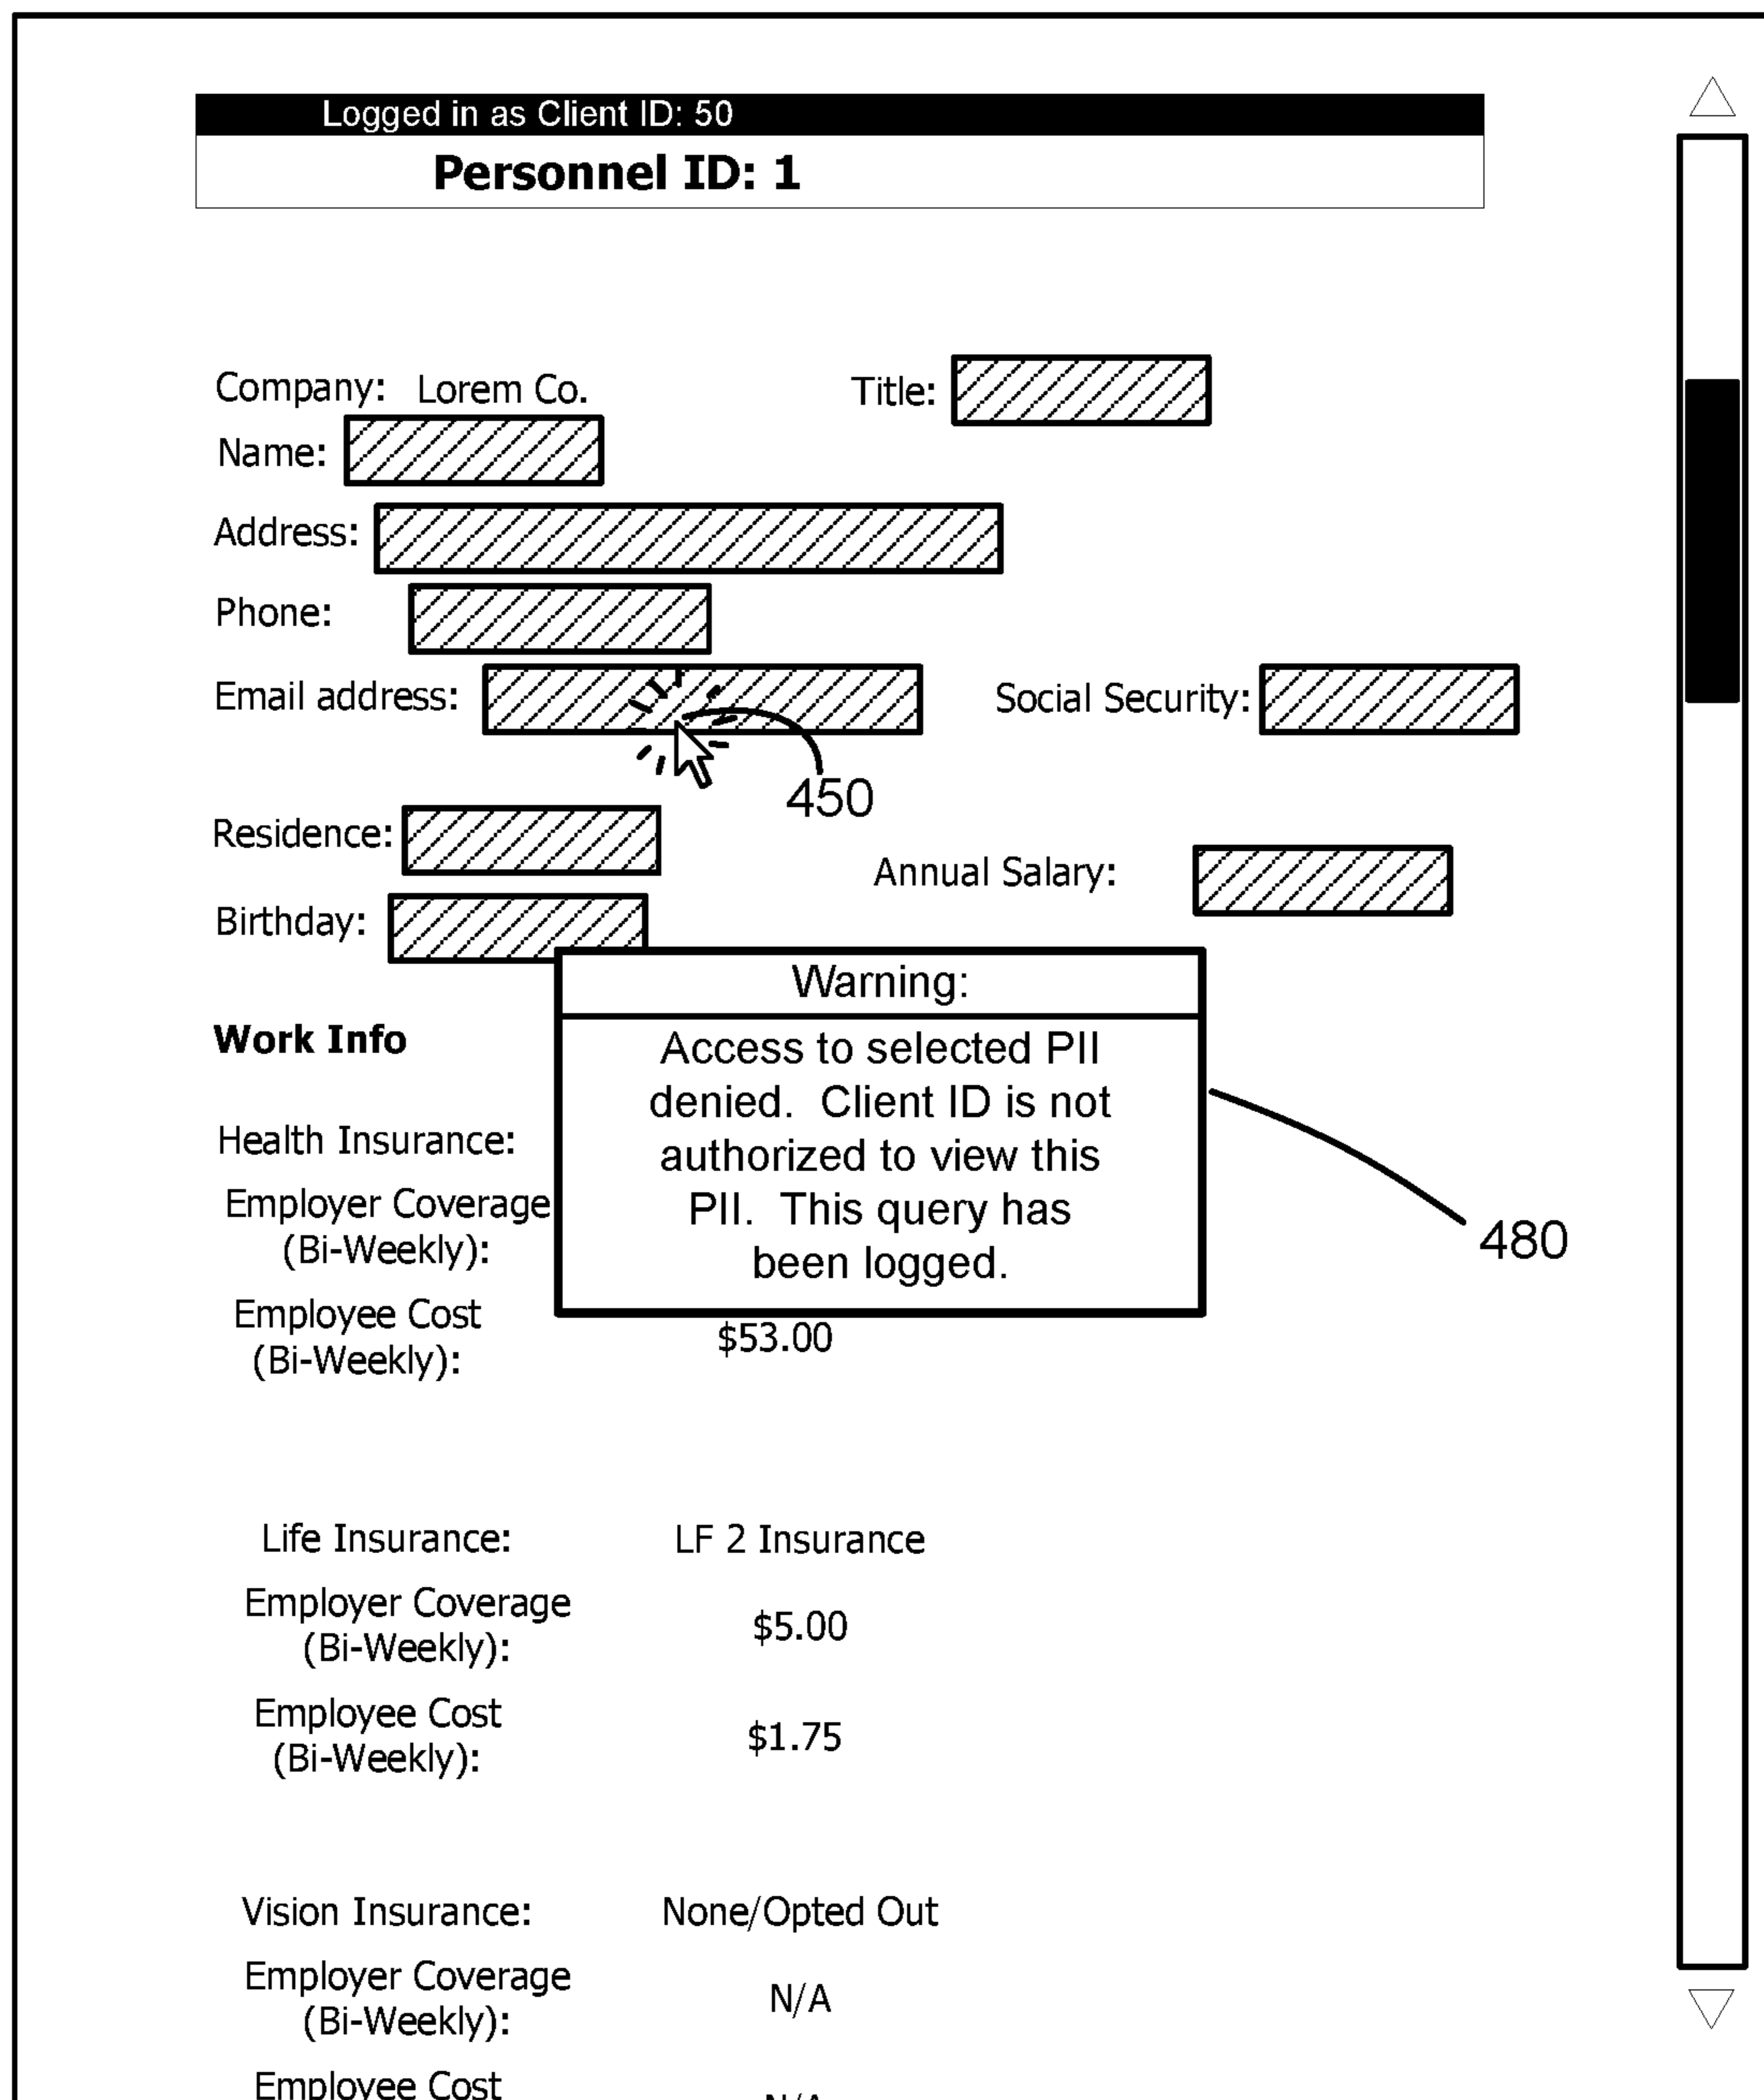 Logged in as Client ID: 50
Personnel ID: 1
Company: Lorem Co. Title:
Name:
Address:
Phone:
Email address: Social Security:
450
Residence:
Annual Salary:
Birthday:
Warning:
Work Info
Access to selected PII
denied. Client ID is not
authorized to view this
PII. This query has
been logged.
Health Insurance:
Employer Coverage
(Bi-Weekly):
480
Employee Cost
(Bi-Weekly):
$53.00
Life Insurance: LF 2 Insurance
Employer Coverage
(Bi-Weekly):
$5.00
Employee Cost
(Bi-Weekly):
$1.75
Vision Insurance: None/Opted Out
Employer Coverage
(Bi-Weekly):
N/A
Employee Cost
N/A